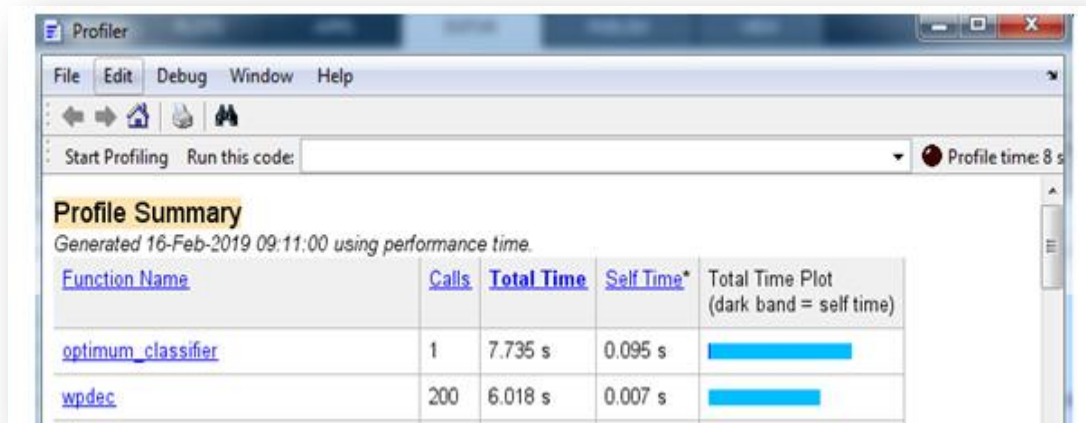 Profiler
File Edit Debug Window Help
Start Profiling Run this code: Profile time: 8 s
Profile Summary
Generated 16-Feb-2019 09:11:00 using performance time.
Function Name Calls Total Time Self Time* Total Time Plot
(dark band = self time)
optimum_classifier 1 7.735 s 0.095 s
wpdec 200 6.018 s 0.007 s